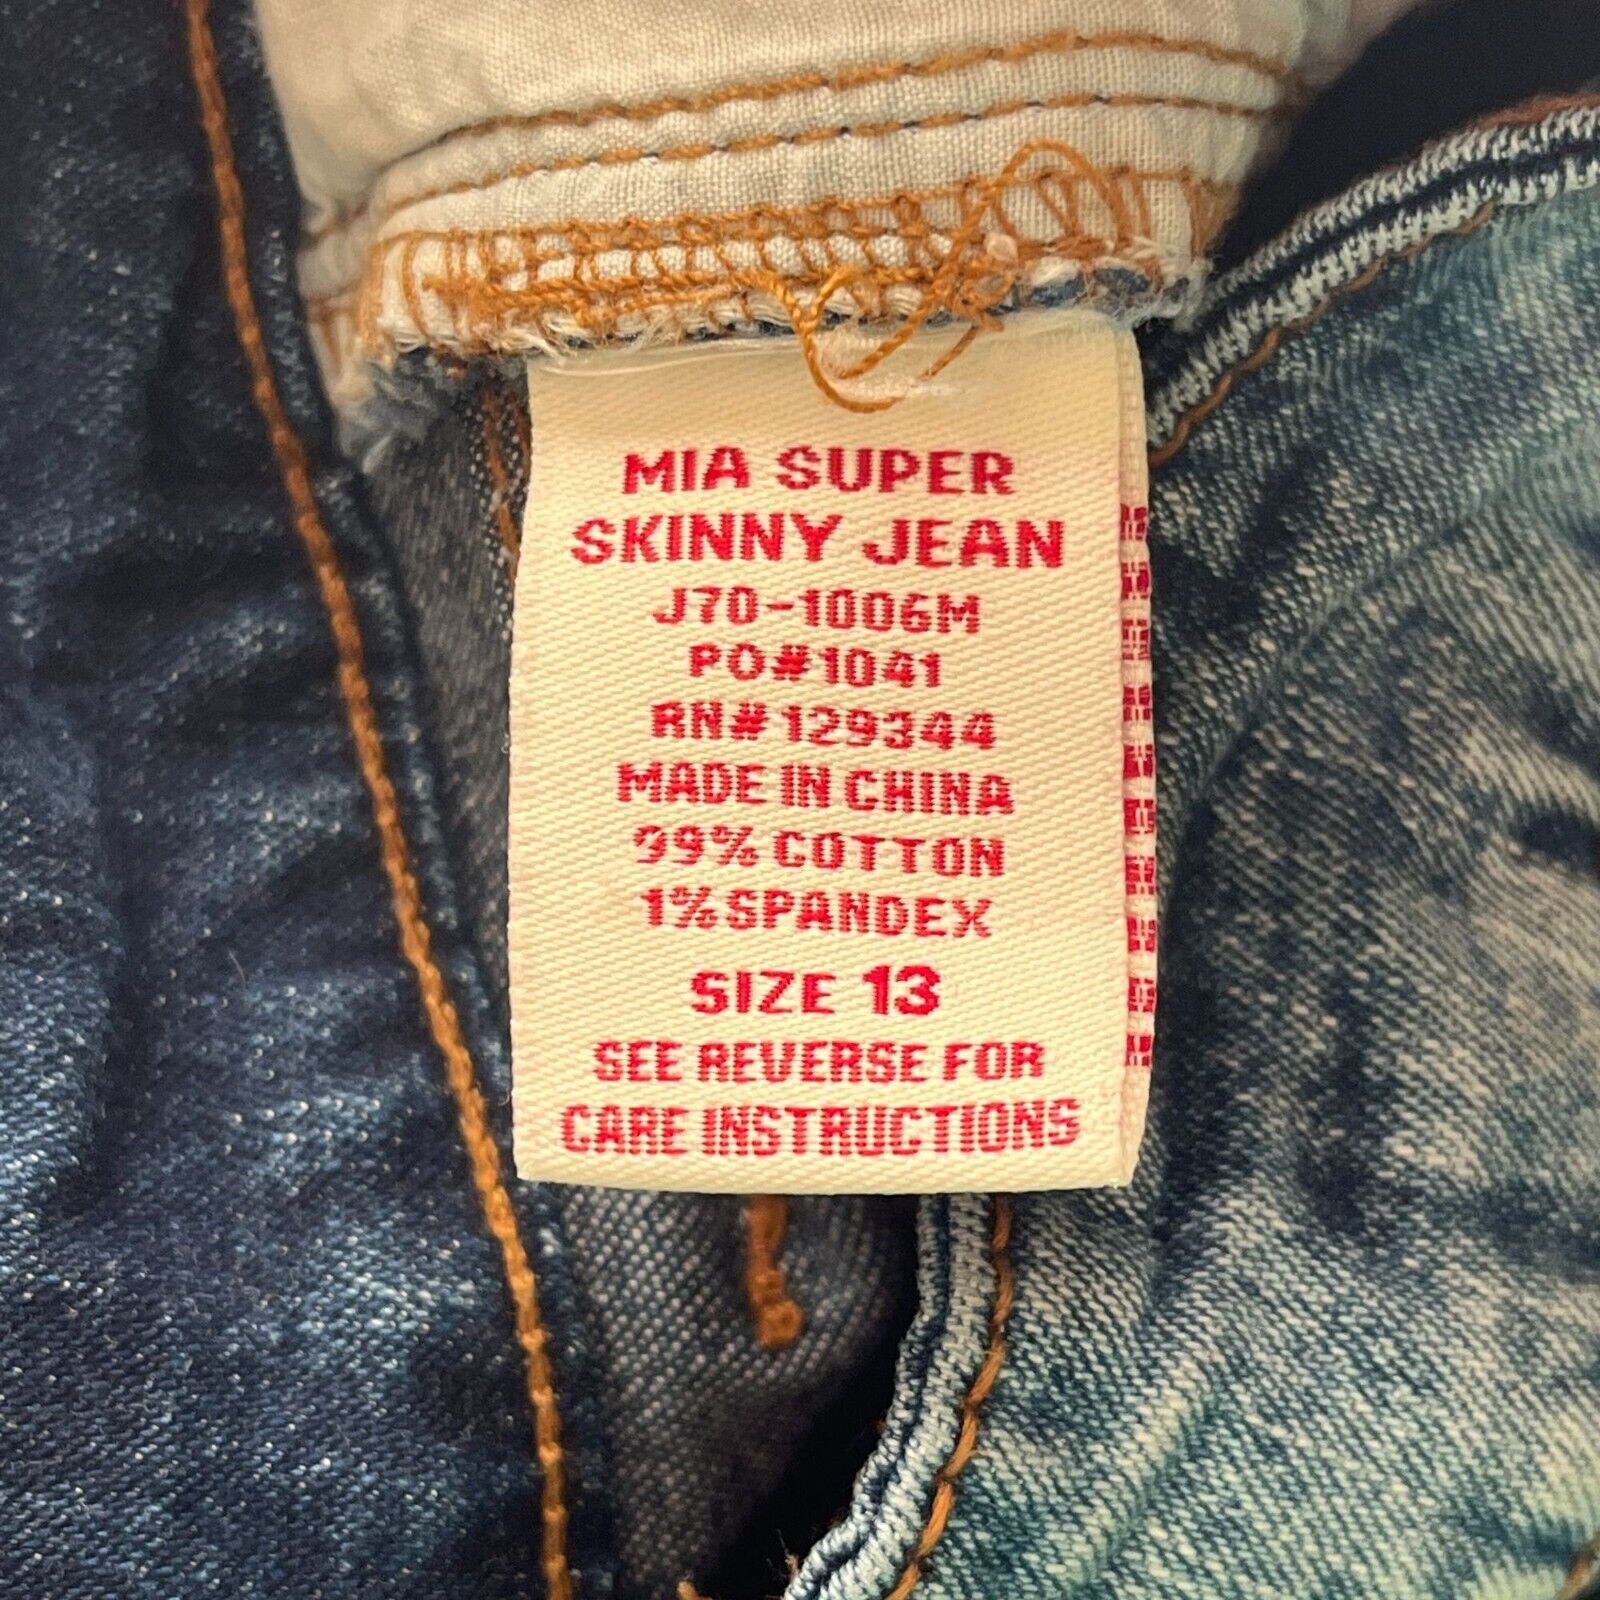 MIA SUPER
SKINNY JEAN
J70-1006M
PO#1041
RN#129344
MADE IN CHINA
99% COTTON
1% SPANDEX
SIZE 13
SEE REVERSE FOR
CARE INSTRUCTIONS